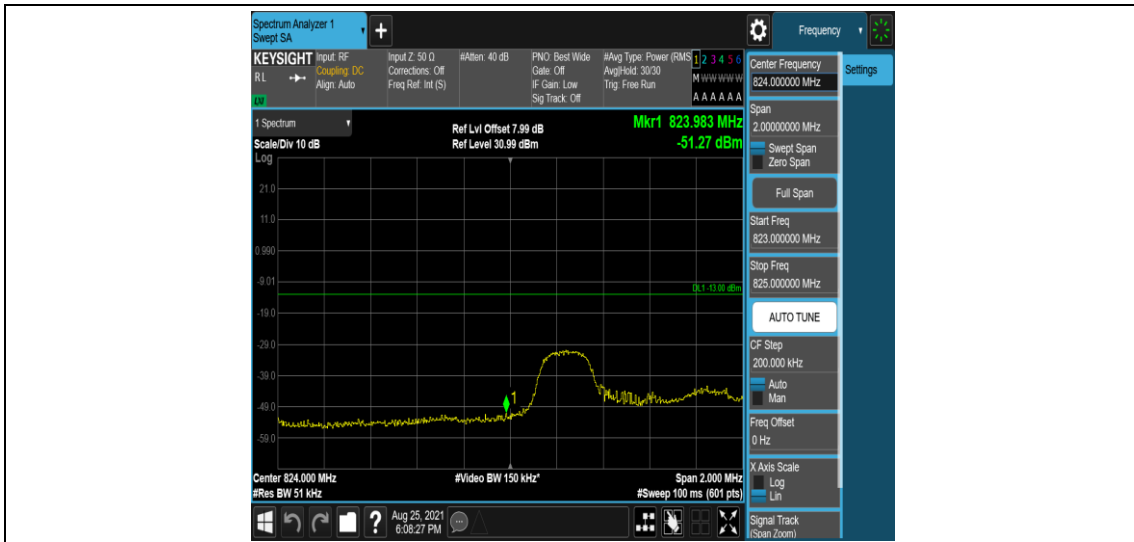 Spectrum Analyzer 1
Swept SA
+
Frequency
KEYSIGHT
RL
Input: RF
Coupling: DC
Align: Auto
Input Z: 50 Ω
Corrections: Off
Freq Ref: Int (S)
#Atten: 40 dB
PNO: Best Wide
Gate: Off
IF Gain: Low
Sig Track: Off
#Avg Type: Power (RMS
Avg|Hold: 30/30
Trig: Free Run
1 2 3 4 5 6
M W W W W W
A A A A A A
1 Spectrum
Scale/Div 10 dB
Log
Ref Lvl Offset 7.99 dB
Ref Level 30.99 dBm
Mkr1 823.983 MHz
-51.27 dBm
21.0
11.0
0.990
-9.01
DL1 -13.00 dBm
-19.0
-29.0
-39.0
1
-49.0
-59.0
Center 824.000 MHz
#Res BW 51 kHz
#Video BW 150 kHz*
Span 2.000 MHz
#Sweep 100 ms (601 pts)
Center Frequency
824.000000 MHz
Settings
Span
2.00000000 MHz
Swept Span
Zero Span
Full Span
Start Freq
823.000000 MHz
Stop Freq
825.000000 MHz
AUTO TUNE
CF Step
200.000 kHz
Auto
Man
Freq Offset
0 Hz
X Axis Scale
Log
Lin
Signal Track
(Span Zoom)
?
Aug 25, 2021
6:08:27 PM